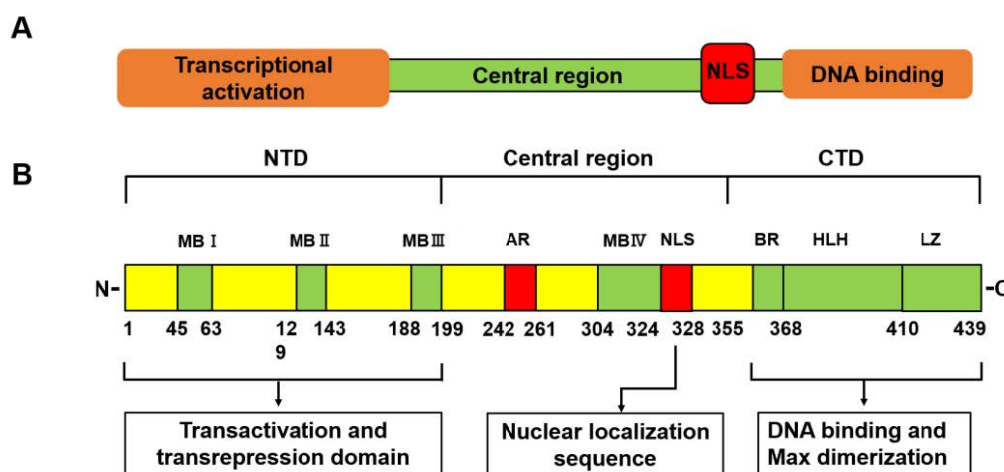 A
Transcriptional
activation
Central region
NLS
DNA binding
B
NTD
Central region
CTD
MB Ⅰ
MB Ⅱ
MB Ⅲ
AR
MB Ⅳ
NLS
BR
HLH
LZ
N-
-C
1
45
63
12
9
143
188
199
242
261
304
324
328
355
368
410
439
Transactivation and
transrepression domain
Nuclear localization
sequence
DNA binding and
Max dimerization